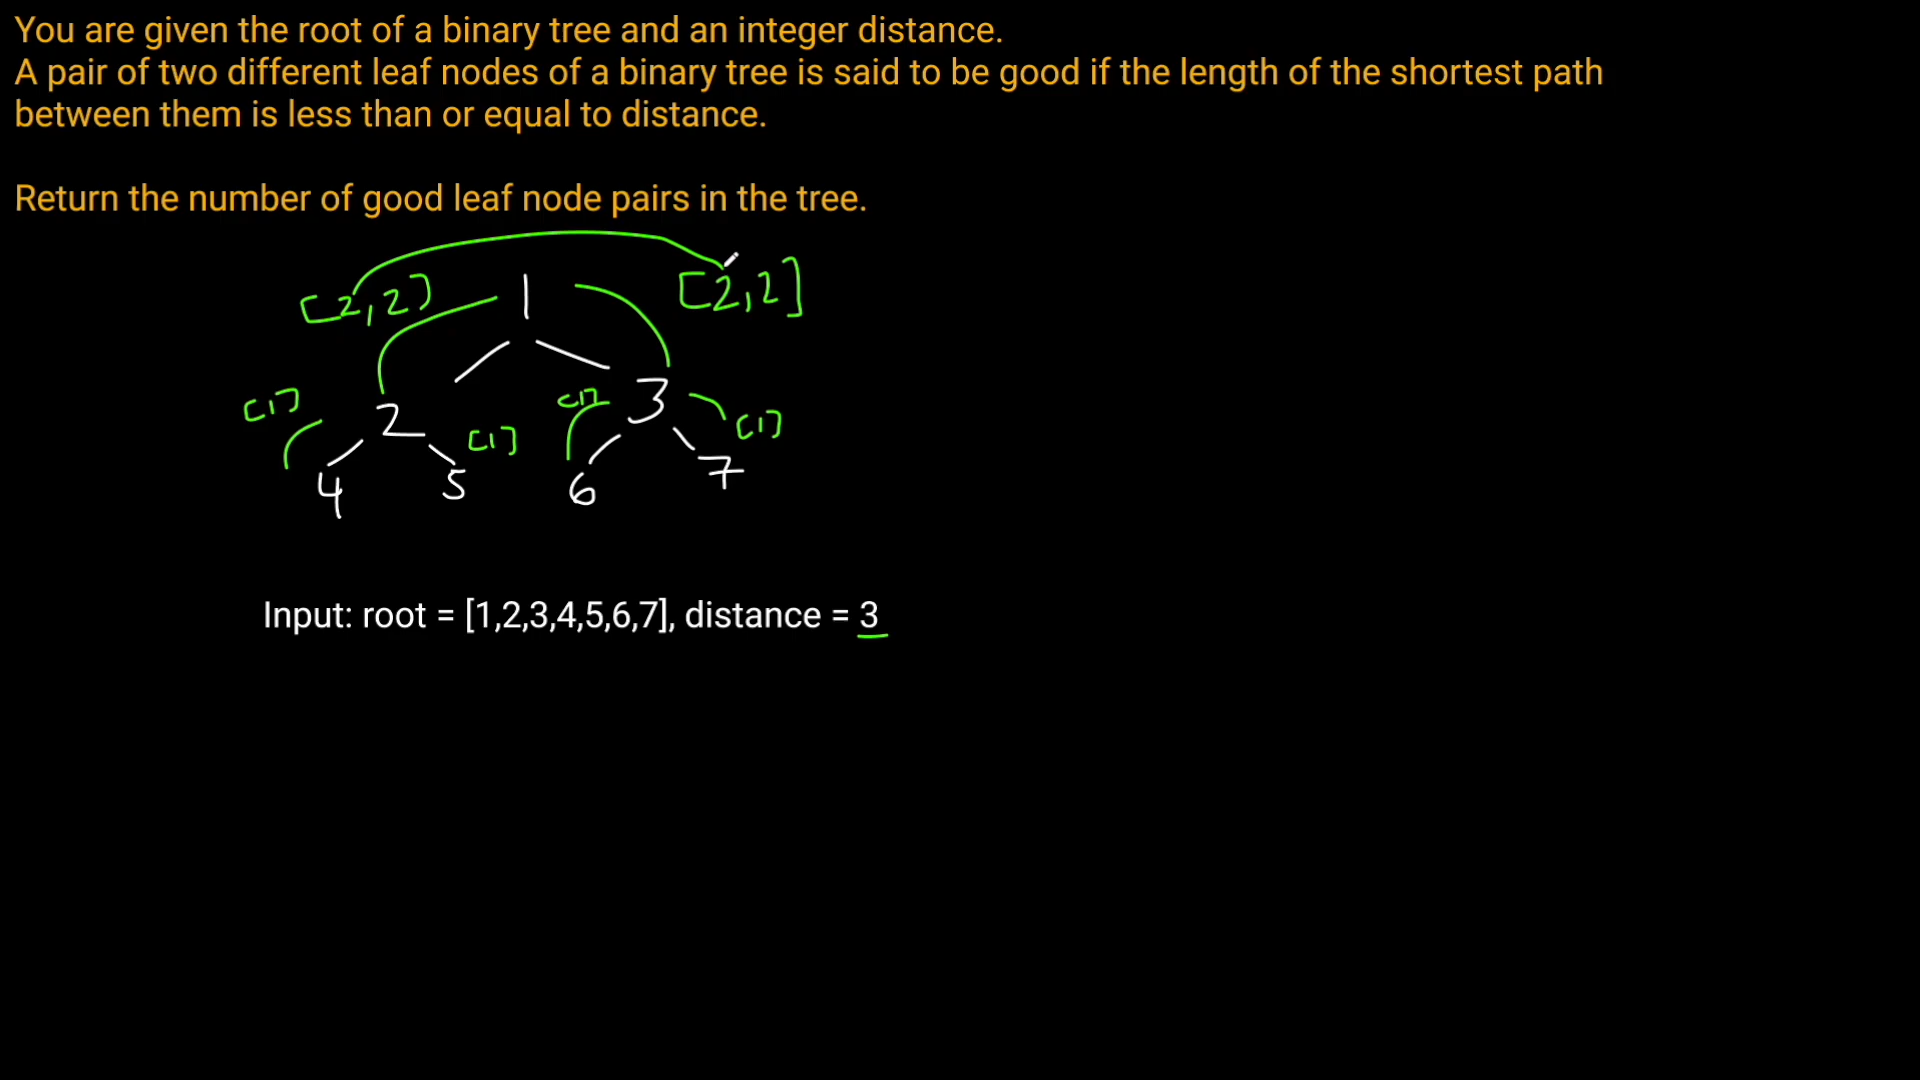 You are given the root of a binary tree and an integer distance.
A pair of two different leaf nodes of a binary tree is said to be good if the length of the shortest path
between them is less than or equal to distance.
Return the number of good leaf node pairs in the tree.
[2,2] 1 [2,2]
[1] 2 [1] [1] 3 [1]
4 5 6 7
Input: root = [1,2,3,4,5,6,7], distance = 3